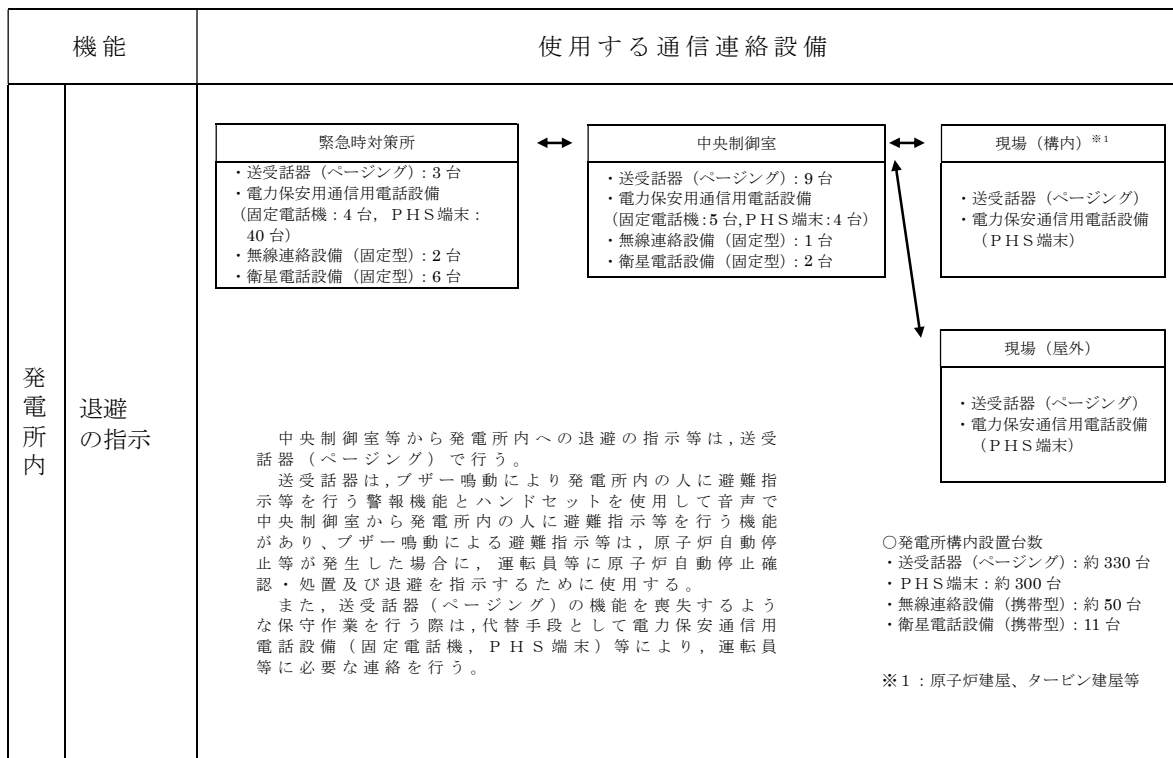 機能
使用する通信連絡設備
発電所内
退避
の指示
緊急時対策所
・送受話器（ページング）：3 台
・電力保安用通信用電話設備
（固定電話機：4 台，ＰＨＳ端末：
40 台）
・無線連絡設備（固定型）：2 台
・衛星電話設備（固定型）：6 台
中央制御室
・送受話器（ページング）：9 台
・電力保安用通信用電話設備
（固定電話機：5 台,ＰＨＳ端末：4 台）
・無線連絡設備（固定型）：1 台
・衛星電話設備（固定型）：2 台
現場（構内）※1
・送受話器（ページング）
・電力保安通信用電話設備
（ＰＨＳ端末）
現場（屋外）
・送受話器（ページング）
・電力保安通信用電話設備
（ＰＨＳ端末）
中央制御室等から発電所内への退避の指示等は,送受
話器（ページング）で行う。
送受話器は,ブザー鳴動により発電所内の人に避難指
示等を行う警報機能とハンドセットを使用して音声で
中央制御室から発電所内の人に避難指示等を行う機能
があり、ブザー鳴動による避難指示等は，原子炉自動停
止等が発生した場合に，運転員等に原子炉自動停止確
認・処置及び退避を指示するために使用する。
また，送受話器（ページング）の機能を喪失するよう
な保守作業を行う際は,代替手段として電力保安通信用
電話設備（固定電話機，ＰＨＳ端末）等により，運転員
等に必要な連絡を行う。
○発電所構内設置台数
・送受話器（ページング）：約 330 台
・ＰＨＳ端末：約 300 台
・無線連絡設備（携帯型）：約 50 台
・衛星電話設備（携帯型）：11 台
※１：原子炉建屋、タービン建屋等